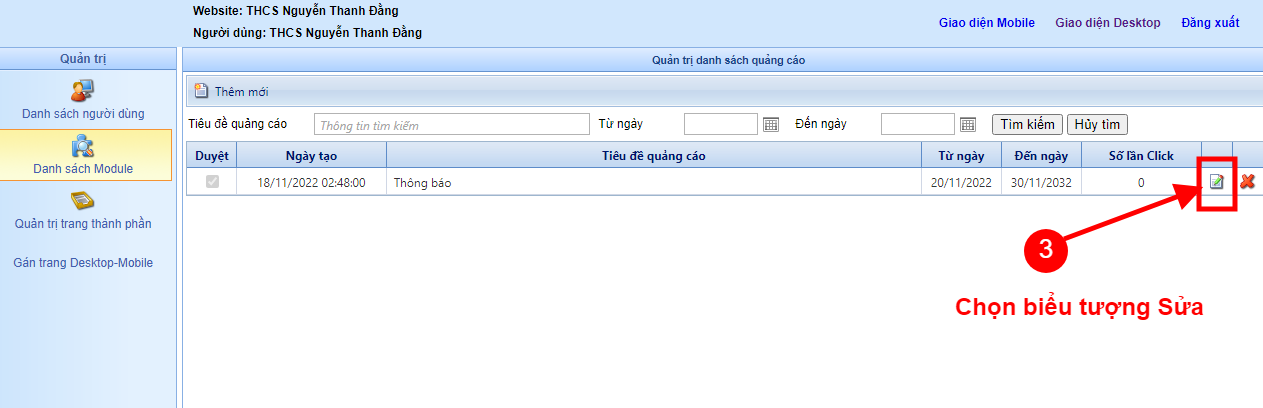 Website: THCS Nguyễn Thanh Đằng
Người dùng: THCS Nguyễn Thanh Đằng
Giao diện Mobile Giao diện Desktop Đăng xuất
Quản trị
Quản trị danh sách quảng cáo
Danh sách người dùng
Danh sách Module
Quản trị trang thành phần
Gán trang Desktop-Mobile
Thêm mới
Tiêu đề quảng cáo Thông tin tìm kiếm Từ ngày Đến ngày Tìm kiếm Hủy tìm
Duyệt Ngày tạo Tiêu đề quảng cáo Từ ngày Đến ngày Số lần Click
18/11/2022 02:48:00 Thông báo 20/11/2022 30/11/2032 0
3
Chọn biểu tượng Sửa